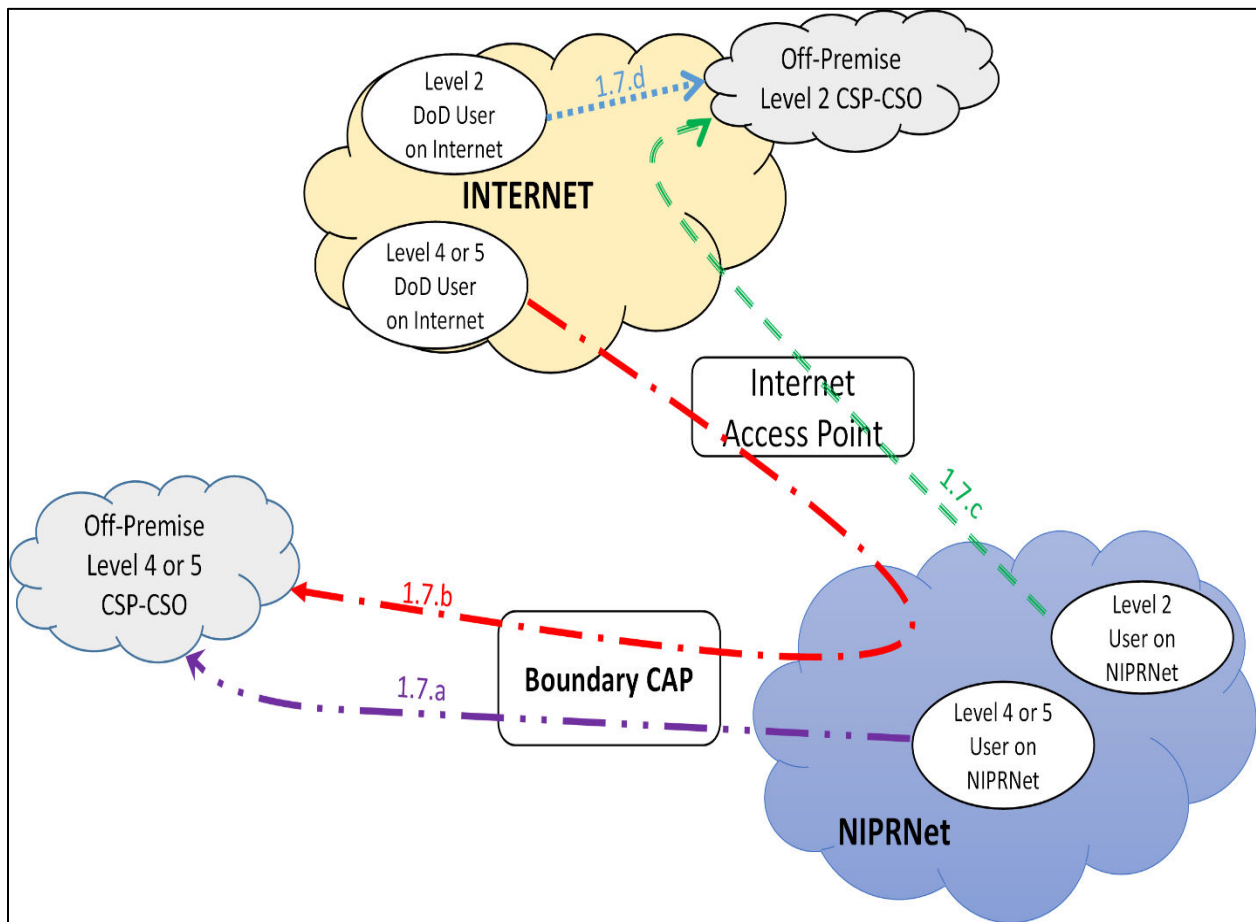 Level 2
DoD User
on Internet
1.7.d
Off-Premise
Level 2 CSP-CSO
INTERNET
Level 4 or 5
DoD User
on Internet
Internet
Access Point
1.7.c
Off-Premise
Level 4 or 5
CSP-CSO
1.7.b
Boundary CAP
1.7.a
Level 2
User on
NIPRNet
Level 4 or 5
User on
NIPRNet
NIPRNet